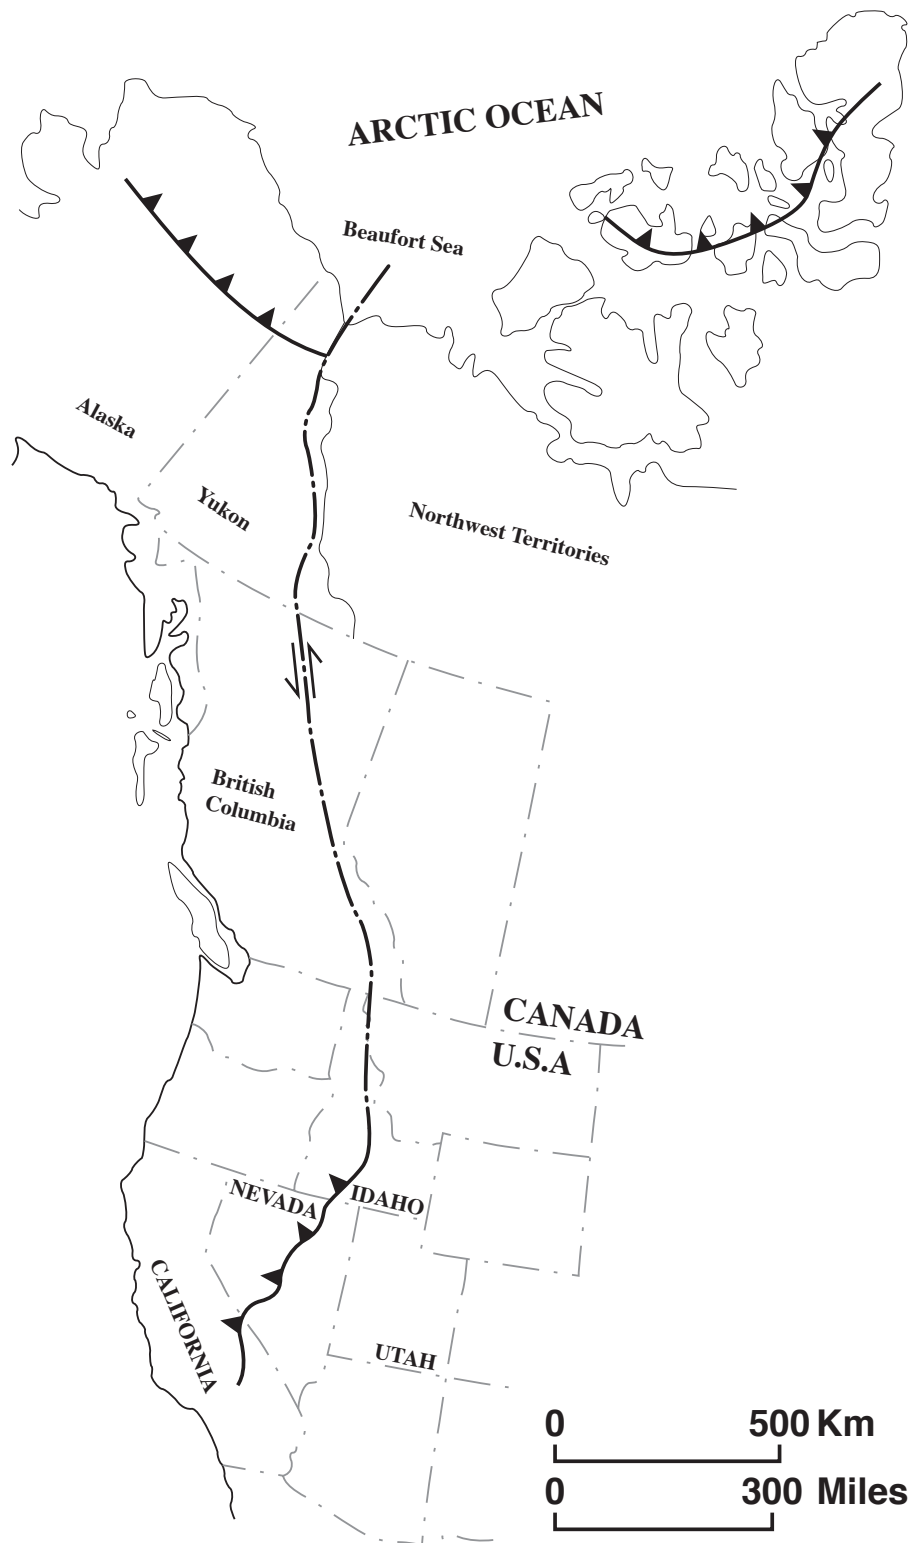 ARCTIC OCEAN
Beaufort Sea
Alaska
Yukon
Northwest Territories
British
Columbia
CANADA
U.S.A
NEVADA
IDAHO
CALIFORNIA
UTAH
0 500 Km
0 300 Miles